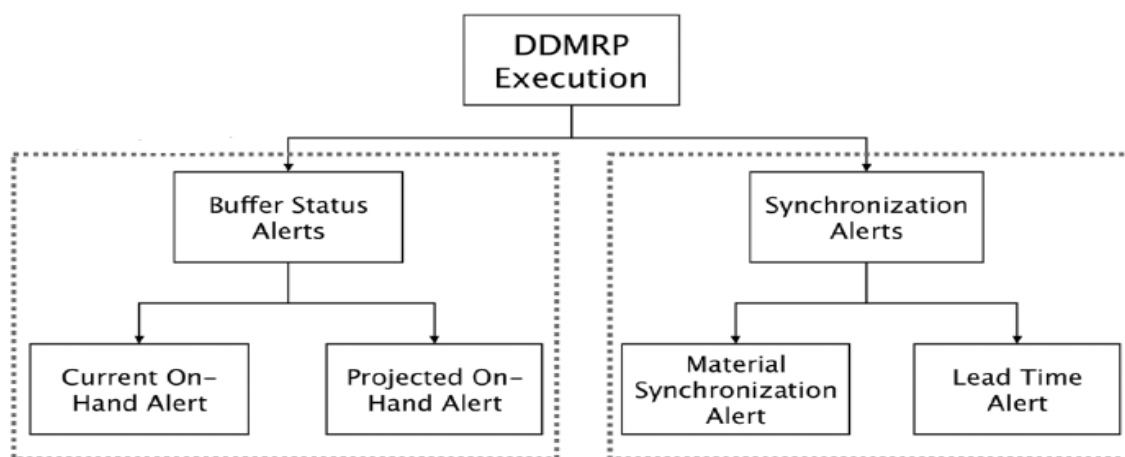 DDMRP
Execution
Buffer Status
Alerts
Synchronization
Alerts
Current On-
Hand Alert
Projected On-
Hand Alert
Material
Synchronization
Alert
Lead Time
Alert